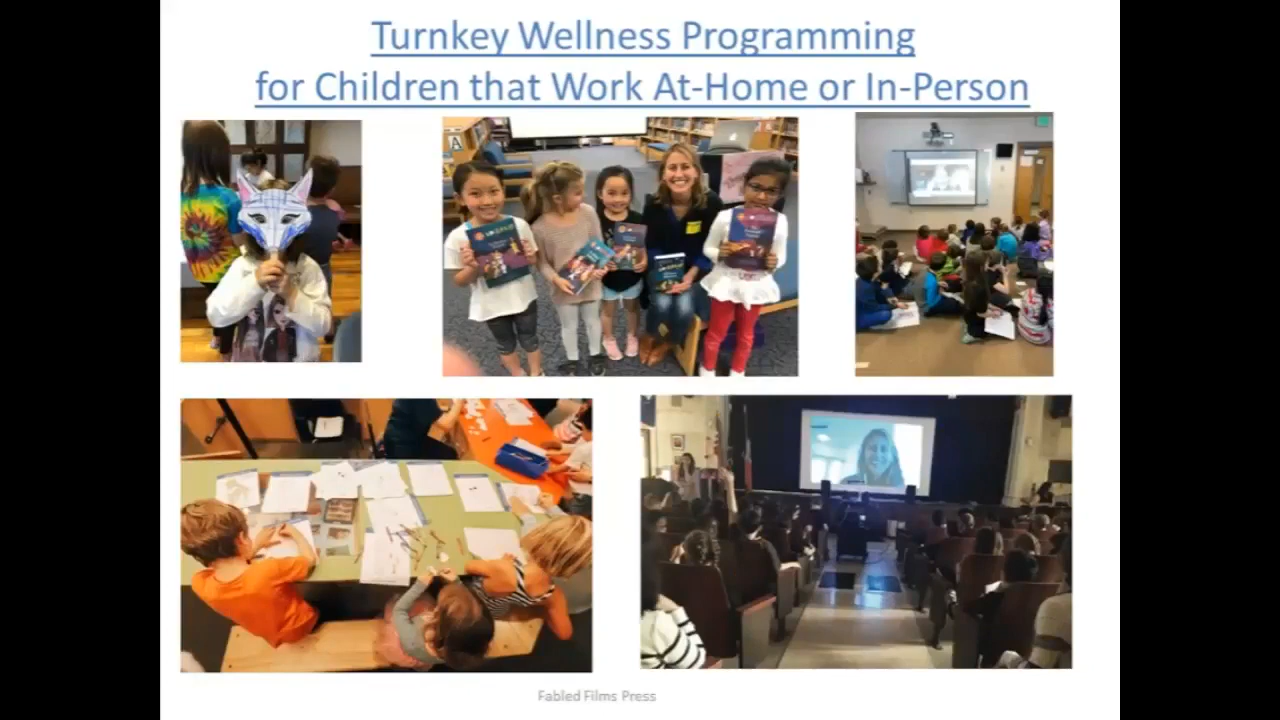 Turnkey Wellness Programming
for Children that Work At-Home or In-Person
A
Fabled Films Press